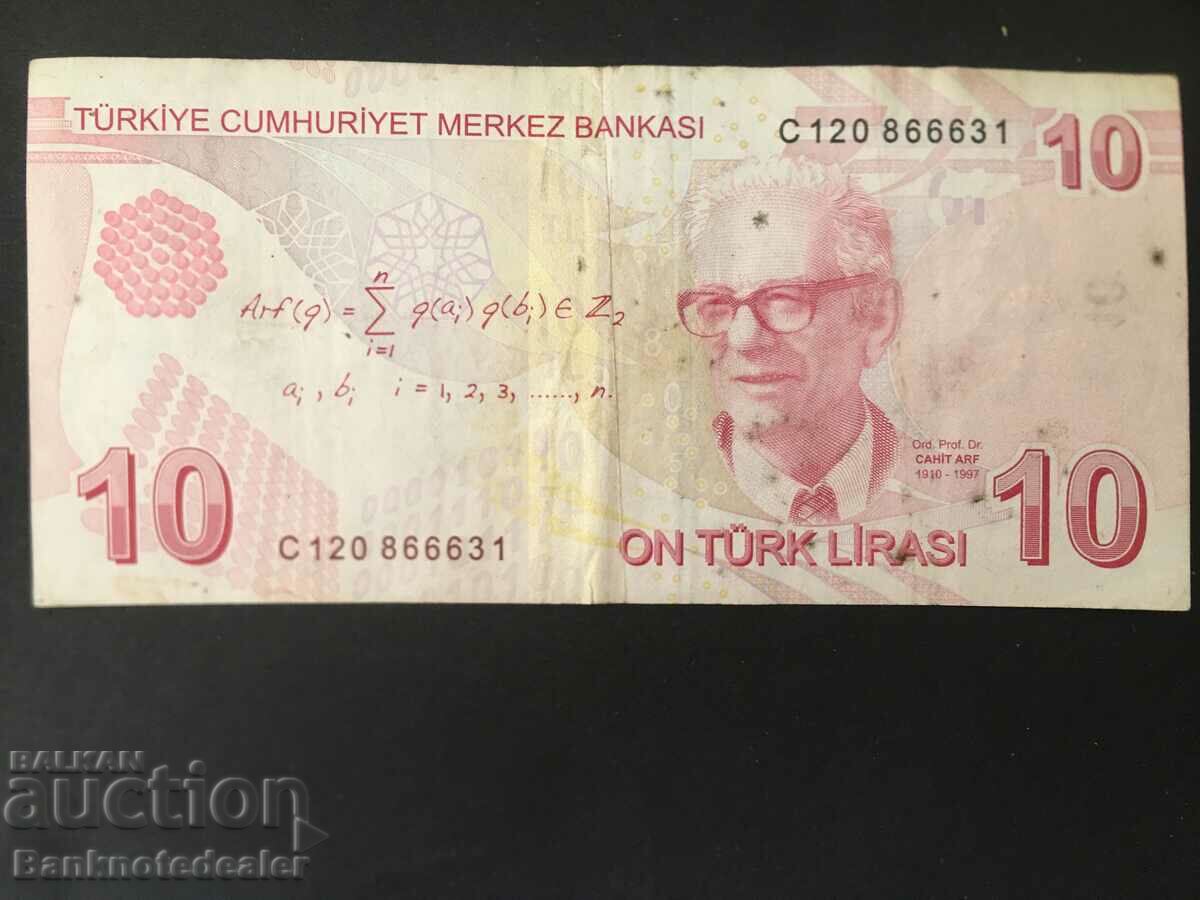 TÜRKİYE CUMHURİYET MERKEZ BANKASI
C120 866631
10
Arf(q) = ∑ⁿᵢ₌₁ q(aᵢ) q(bᵢ) ∈ ℤ₂
aᵢ, bᵢ i = 1, 2, 3, ......, n.
Ord. Prof. Dr.
CAHİT ARF
1910 - 1997
10
10
C120 866631
ON TÜRK LİRASI
BALKAN
auction
Banknotedealer